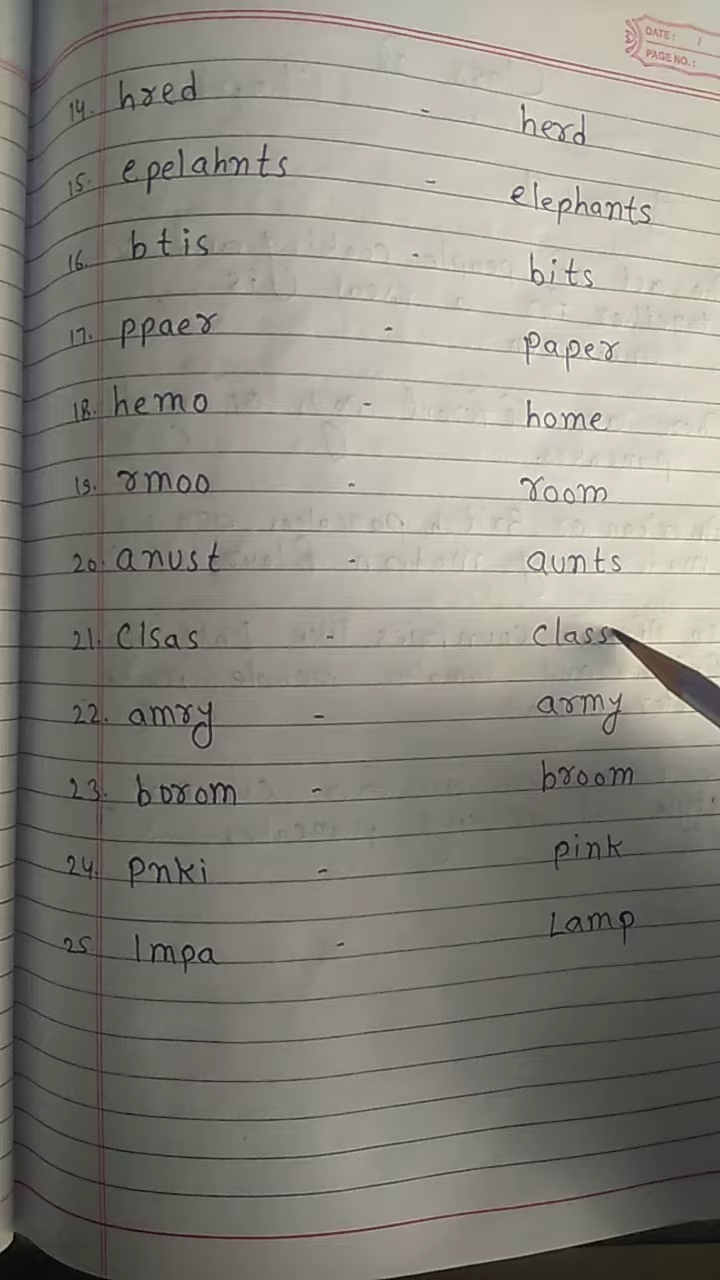 DATE: /
PAGE NO.:
14. hred - herd
15. epelahnts - elephants
16. btis - bits
17. ppaer - paper
18. hemo - home
19. rmoo - room
20. anust - aunts
21. Clsas - Class
22. amry - army
23. borom - broom
24. pnki - pink
25. lmpa - Lamp